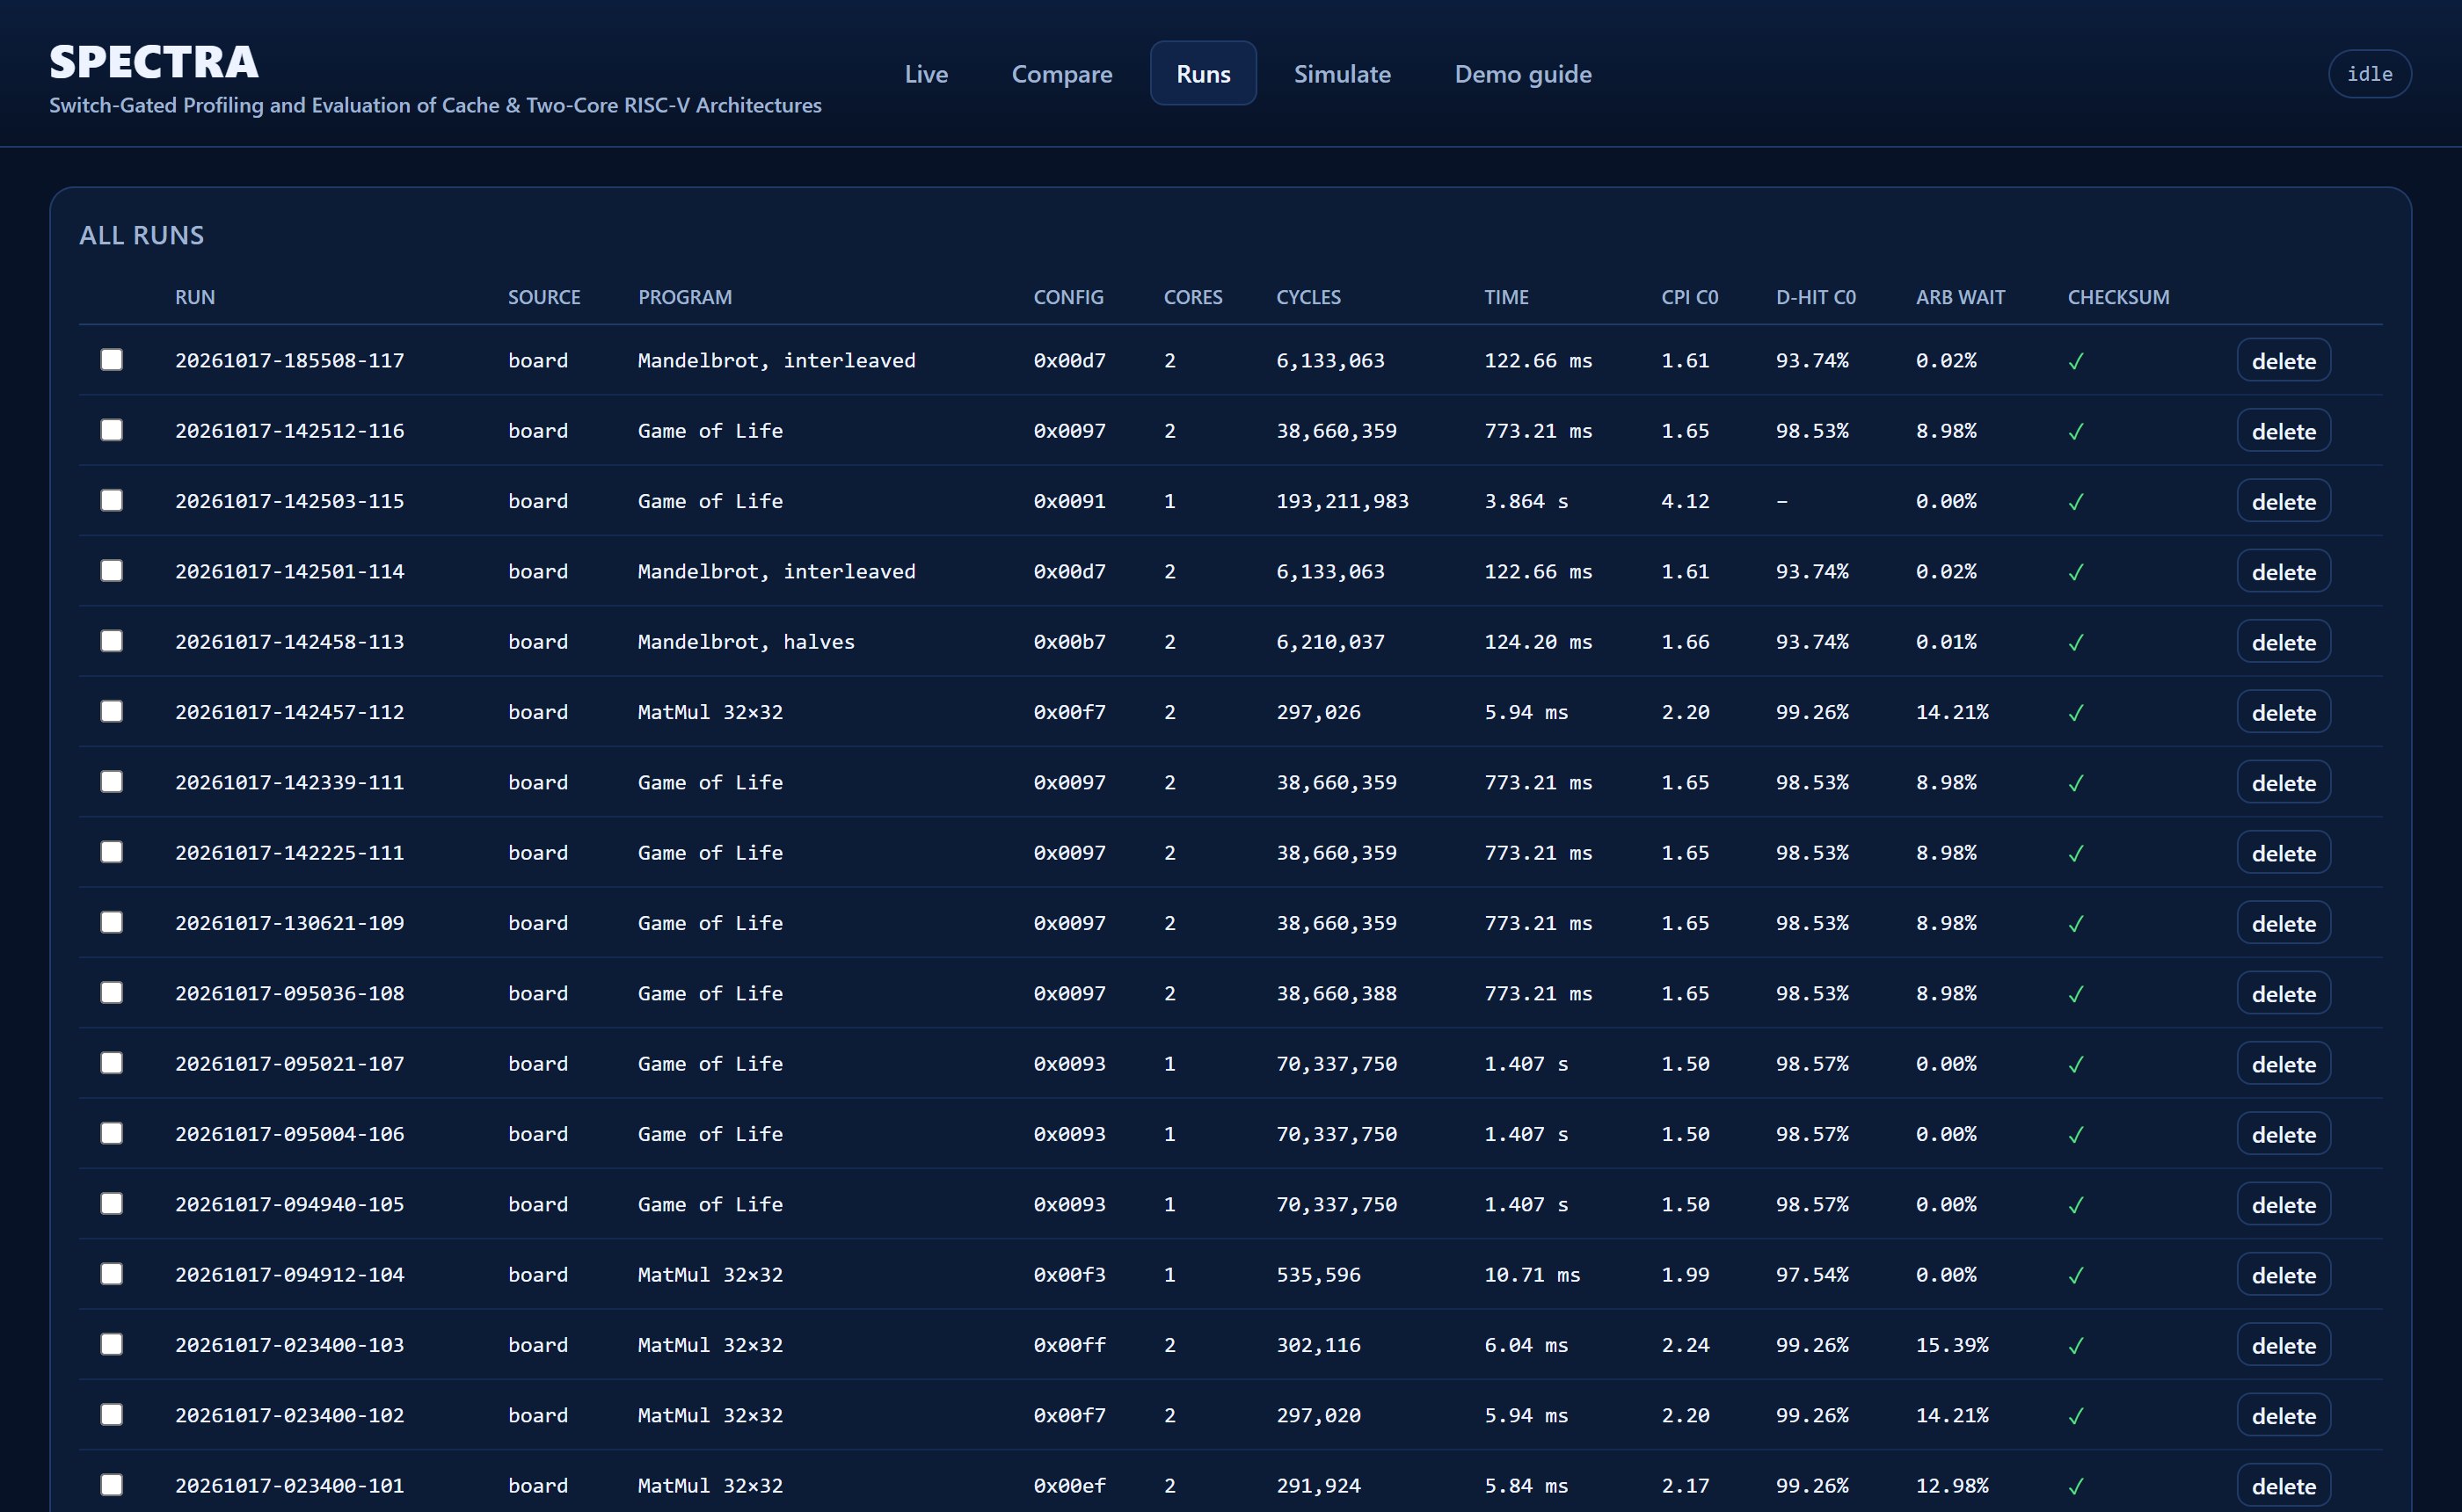 SPECTRA
Switch-Gated Profiling and Evaluation of Cache & Two-Core RISC-V Architectures
Live Compare Runs Simulate Demo guide
idle
ALL RUNS
RUN SOURCE PROGRAM CONFIG CORES CYCLES TIME CPI C0 D-HIT C0 ARB WAIT CHECKSUM
20261017-185508-117 board Mandelbrot, interleaved 0x00d7 2 6,133,063 122.66 ms 1.61 93.74% 0.02% ✓ delete
20261017-142512-116 board Game of Life 0x0097 2 38,660,359 773.21 ms 1.65 98.53% 8.98% ✓ delete
20261017-142503-115 board Game of Life 0x0091 1 193,211,983 3.864 s 4.12 – 0.00% ✓ delete
20261017-142501-114 board Mandelbrot, interleaved 0x00d7 2 6,133,063 122.66 ms 1.61 93.74% 0.02% ✓ delete
20261017-142458-113 board Mandelbrot, halves 0x00b7 2 6,210,037 124.20 ms 1.66 93.74% 0.01% ✓ delete
20261017-142457-112 board MatMul 32×32 0x00f7 2 297,026 5.94 ms 2.20 99.26% 14.21% ✓ delete
20261017-142339-111 board Game of Life 0x0097 2 38,660,359 773.21 ms 1.65 98.53% 8.98% ✓ delete
20261017-142225-111 board Game of Life 0x0097 2 38,660,359 773.21 ms 1.65 98.53% 8.98% ✓ delete
20261017-130621-109 board Game of Life 0x0097 2 38,660,359 773.21 ms 1.65 98.53% 8.98% ✓ delete
20261017-095036-108 board Game of Life 0x0097 2 38,660,388 773.21 ms 1.65 98.53% 8.98% ✓ delete
20261017-095021-107 board Game of Life 0x0093 1 70,337,750 1.407 s 1.50 98.57% 0.00% ✓ delete
20261017-095004-106 board Game of Life 0x0093 1 70,337,750 1.407 s 1.50 98.57% 0.00% ✓ delete
20261017-094940-105 board Game of Life 0x0093 1 70,337,750 1.407 s 1.50 98.57% 0.00% ✓ delete
20261017-094912-104 board MatMul 32×32 0x00f3 1 535,596 10.71 ms 1.99 97.54% 0.00% ✓ delete
20261017-023400-103 board MatMul 32×32 0x00ff 2 302,116 6.04 ms 2.24 99.26% 15.39% ✓ delete
20261017-023400-102 board MatMul 32×32 0x00f7 2 297,020 5.94 ms 2.20 99.26% 14.21% ✓ delete
20261017-023400-101 board MatMul 32×32 0x00ef 2 291,924 5.84 ms 2.17 99.26% 12.98% ✓ delete